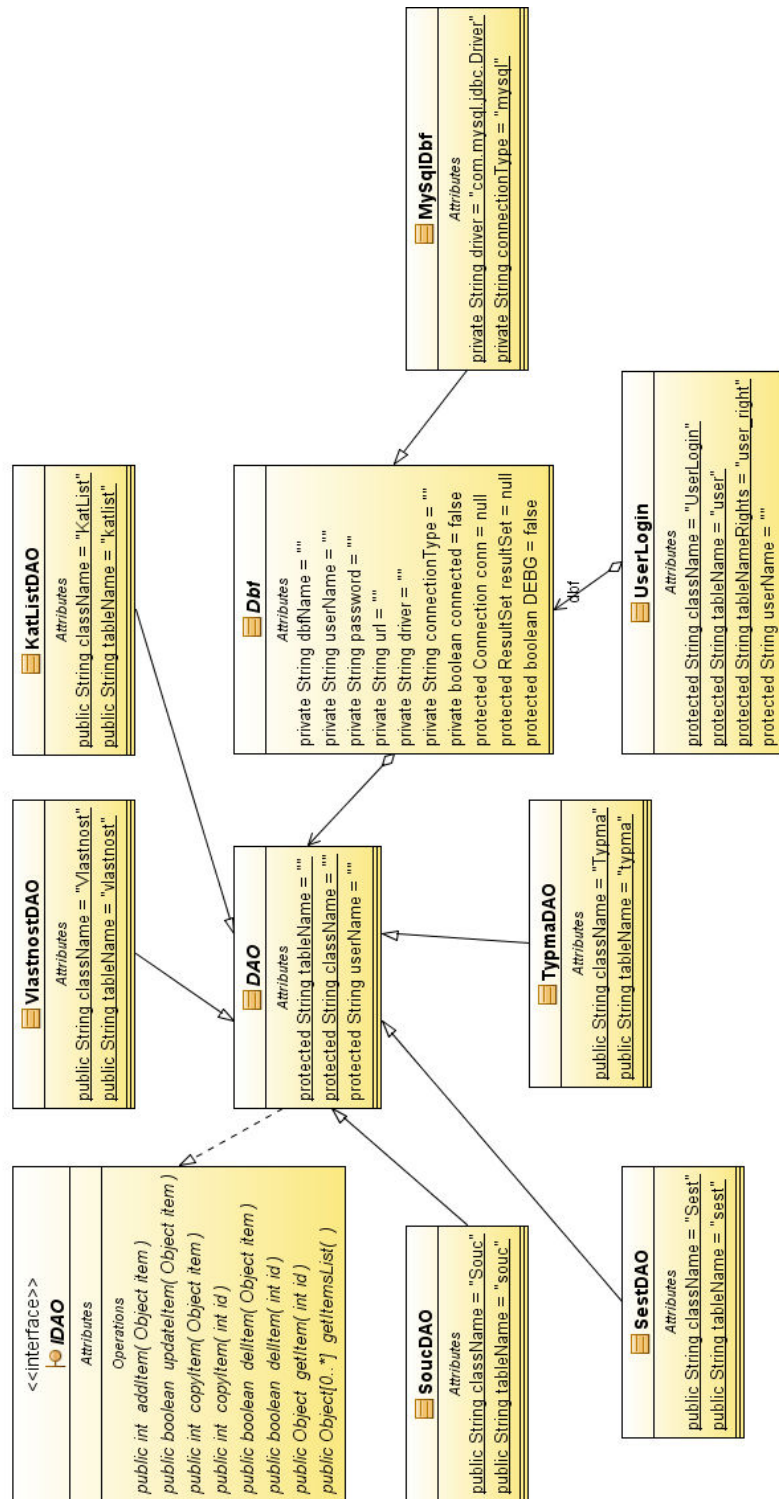 <<interface>>
IDAO
Attributes
Operations
public int addItem( Object item )
public boolean updateItem( Object item )
public int copyItem( Object item )
public int copyItem( int id )
public boolean delItem( Object item )
public boolean delItem( int id )
public Object getItem( int id )
public Object[0..*] getItemsList( )
VlastnostDAO
Attributes
public String className = "Vlastnost"
public String tableName = "vlastnost"
KatListDAO
Attributes
public String className = "KatList"
public String tableName = "katlist"
DAO
Attributes
protected String tableName = ""
protected String className = ""
protected String userName = ""
Dbf
Attributes
private String dbfName = ""
private String userName = ""
private String password = ""
private String url = ""
private String driver = ""
private String connectionType = ""
private boolean connected = false
protected Connection conn = null
protected ResultSet resultSet = null
protected boolean DEBG = false
dbf
SoucDAO
Attributes
public String className = "Souc"
public String tableName = "souc"
MySqlDbf
Attributes
private String driver = "com.mysql.jdbc.Driver"
private String connectionType = "mysql"
TypmaDAO
Attributes
public String className = "Typma"
public String tableName = "typma"
SestDAO
Attributes
public String className = "Sest"
public String tableName = "sest"
UserLogin
Attributes
protected String className = "UserLogin"
protected String tableName = "user"
protected String tableNameRights = "user_right"
protected String userName = ""